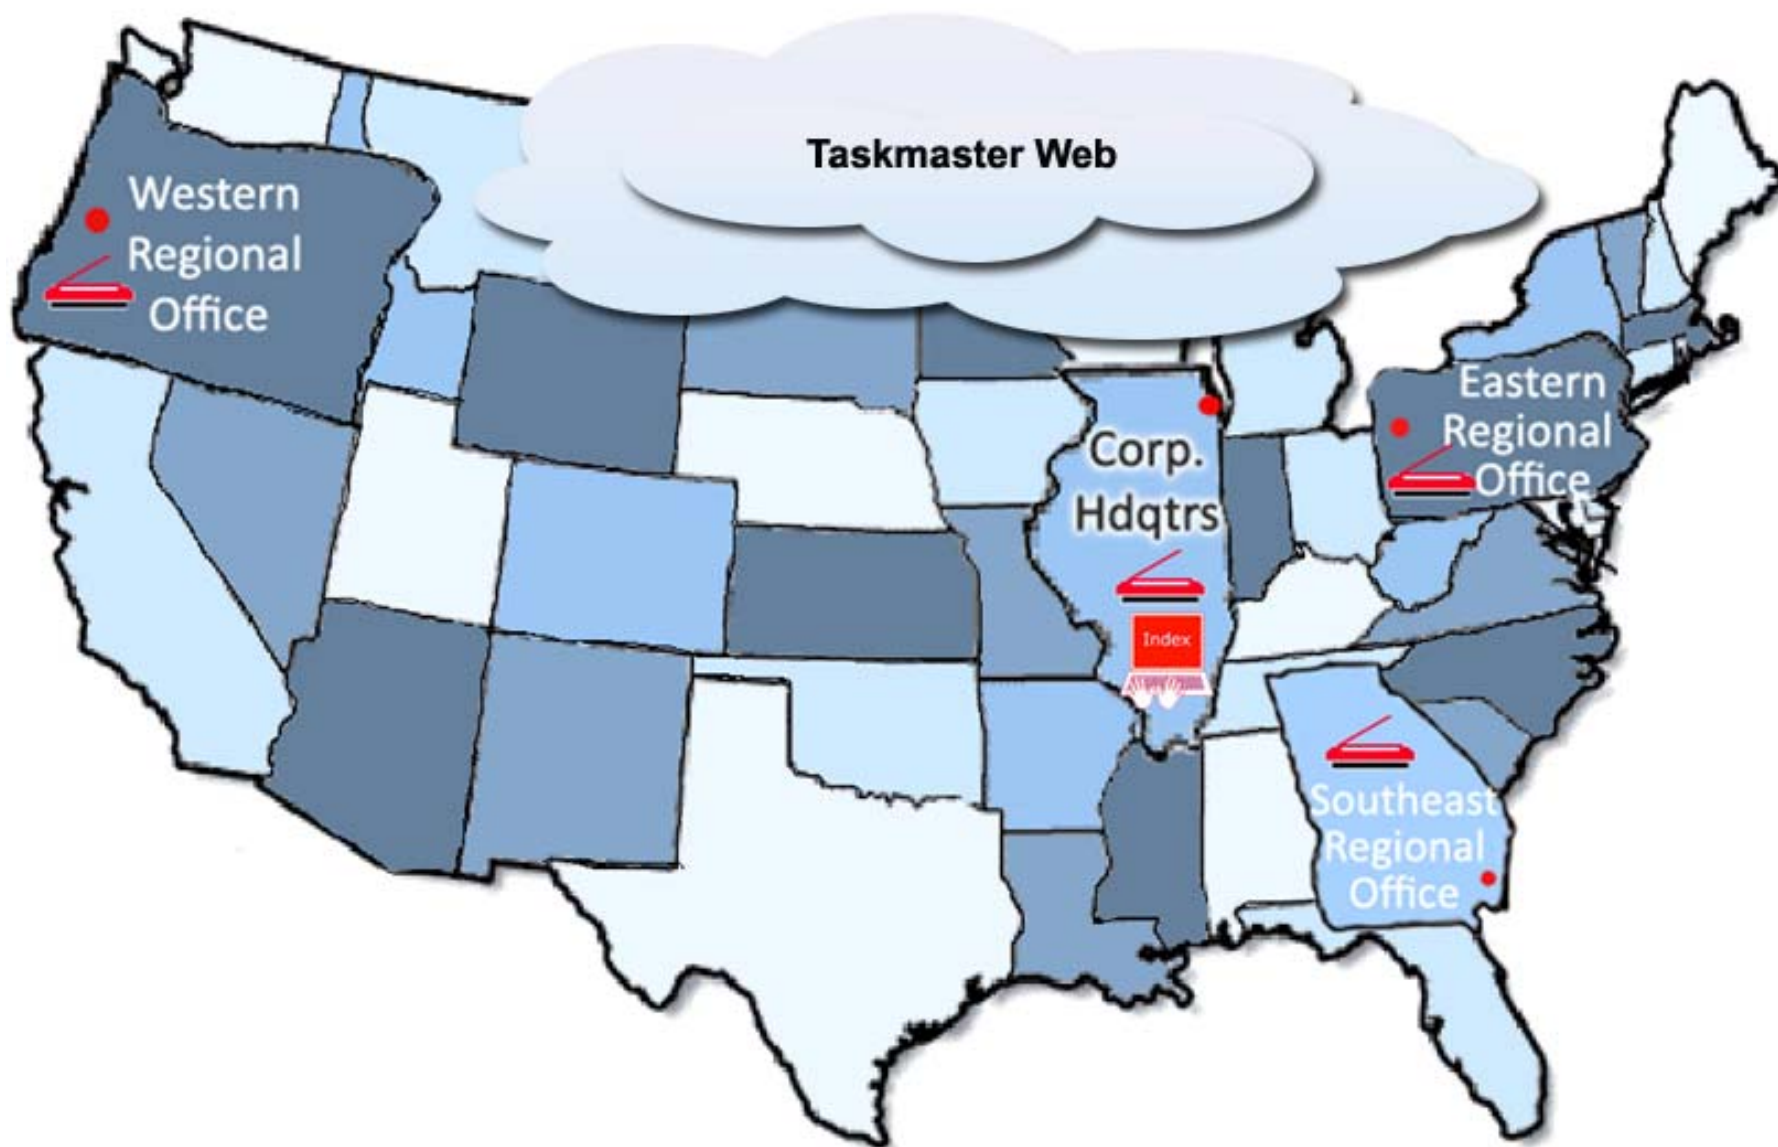 Taskmaster Web
Western
Regional
Office
Eastern
Regional
Office
Corp.
Hdqtrs
Index
Southeast
Regional
Office